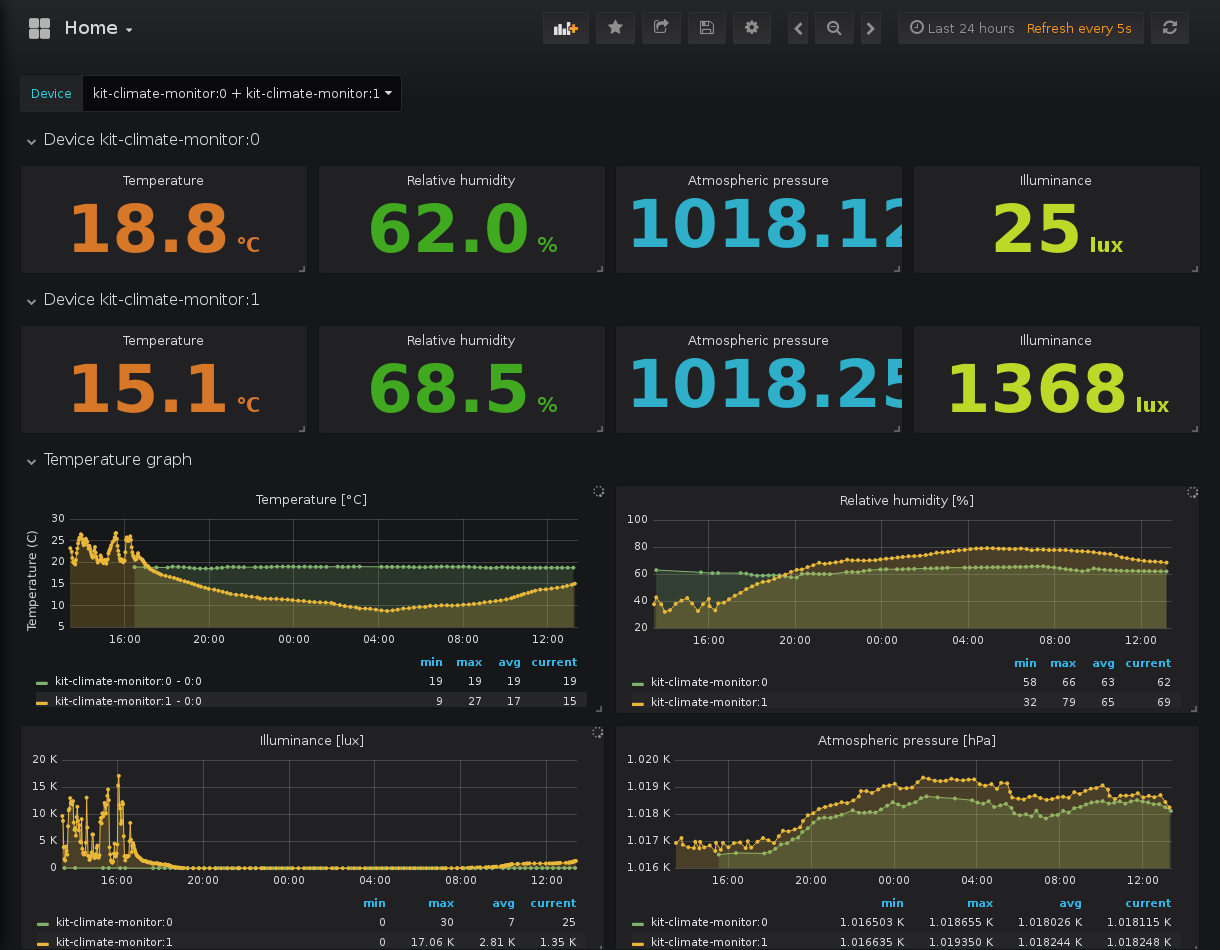 Home
Last 24 hours Refresh every 5s
Device kit-climate-monitor:0 + kit-climate-monitor:1
Device kit-climate-monitor:0
Temperature Relative humidity Atmospheric pressure Illuminance
18.8 °C 62.0 % 1018.12 25 lux
Device kit-climate-monitor:1
Temperature Relative humidity Atmospheric pressure Illuminance
15.1 °C 68.5 % 1018.25 1368 lux
Temperature graph
Temperature [°C]
Temperature (C)
30
25
20
15
10
5
16:00 20:00 00:00 04:00 08:00 12:00
min max avg current
kit-climate-monitor:0 - 0:0 19 19 19 19
kit-climate-monitor:1 - 0:0 9 27 17 15
Relative humidity [%]
100
80
60
40
20
16:00 20:00 00:00 04:00 08:00 12:00
min max avg current
kit-climate-monitor:0 58 66 63 62
kit-climate-monitor:1 32 79 65 69
Illuminance [lux]
20 K
15 K
10 K
5 K
0
16:00 20:00 00:00 04:00 08:00 12:00
min max avg current
kit-climate-monitor:0 0 30 7 25
kit-climate-monitor:1 0 17.06 K 2.81 K 1.35 K
Atmospheric pressure [hPa]
1.020 K
1.019 K
1.018 K
1.017 K
1.016 K
16:00 20:00 00:00 04:00 08:00 12:00
min max avg current
kit-climate-monitor:0 1.016503 K 1.018655 K 1.018026 K 1.018115 K
kit-climate-monitor:1 1.016635 K 1.019350 K 1.018244 K 1.018248 K